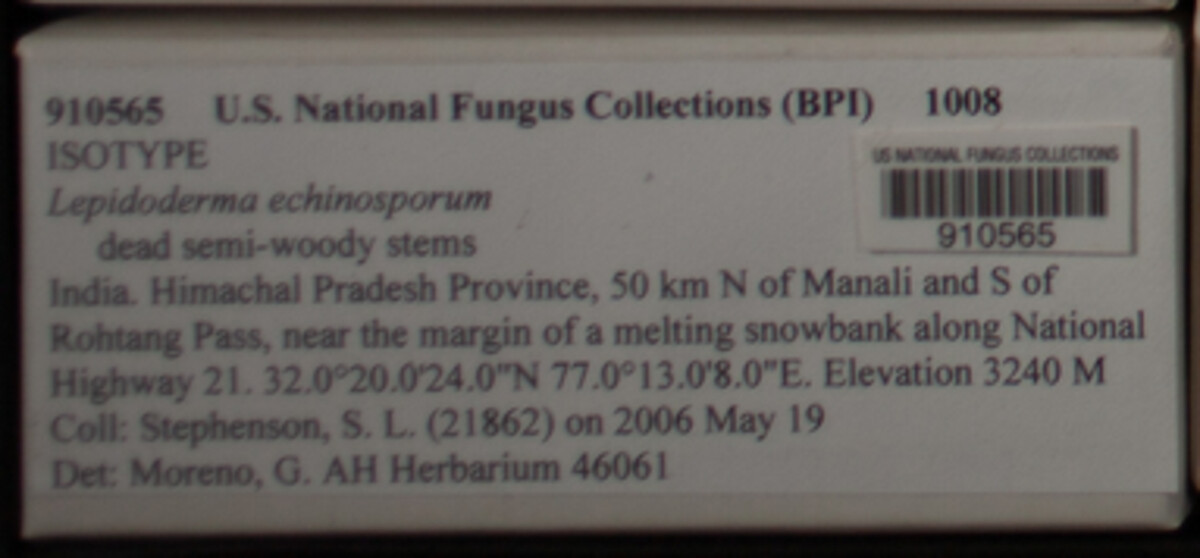 910565 U.S. National Fungus Collections (BPI) 1008
ISOTYPE
US NATIONAL FUNGUS COLLECTIONS
910565
Lepidoderma echinosporum
dead semi-woody stems
India. Himachal Pradesh Province, 50 km N of Manali and S of
Rohtang Pass, near the margin of a melting snowbank along National
Highway 21. 32.0°20.0'24.0"N 77.0°13.0'8.0"E. Elevation 3240 M
Coll: Stephenson, S. L. (21862) on 2006 May 19
Det: Moreno, G. AH Herbarium 46061